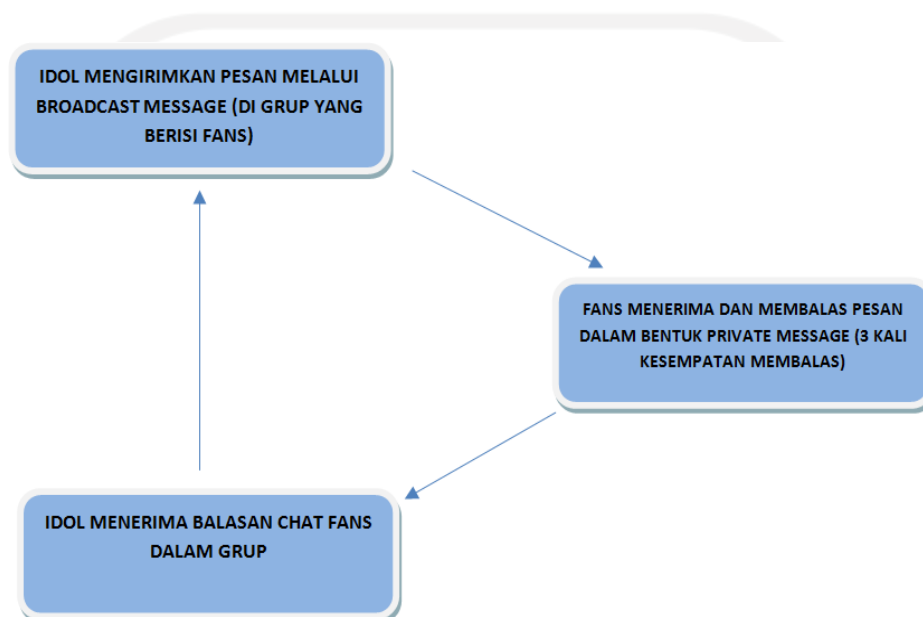 IDOL MENGIRIMKAN PESAN MELALUI
BROADCAST MESSAGE (DI GRUP YANG
BERISI FANS)
FANS MENERIMA DAN MEMBALAS PESAN
DALAM BENTUK PRIVATE MESSAGE (3 KALI
KESEMPATAN MEMBALAS)
IDOL MENERIMA BALASAN CHAT FANS
DALAM GRUP